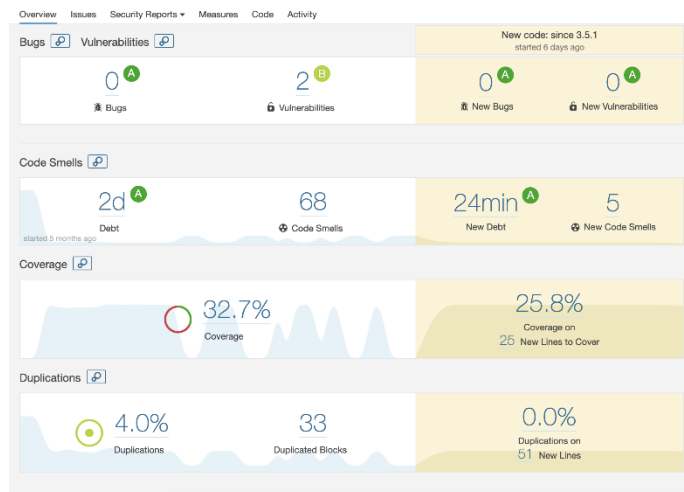 Overview Issues Security Reports Measures Code Activity
Bugs Vulnerabilities
New code: since 3.5.1
started 6 days ago
0 A
Bugs
2 B
Vulnerabilities
0 A
New Bugs
0 A
New Vulnerabilities
Code Smells
2d A
Debt
68
Code Smells
started 5 months ago
24min A
New Debt
5
New Code Smells
Coverage
32.7%
Coverage
25.8%
Coverage on
25 New Lines to Cover
Duplications
4.0%
Duplications
33
Duplicated Blocks
0.0%
Duplications on
51 New Lines